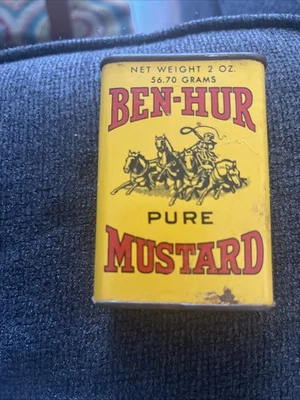 NET WEIGHT 2 OZ.
56.70 GRAMS
BEN-HUR
PURE
MUSTARD